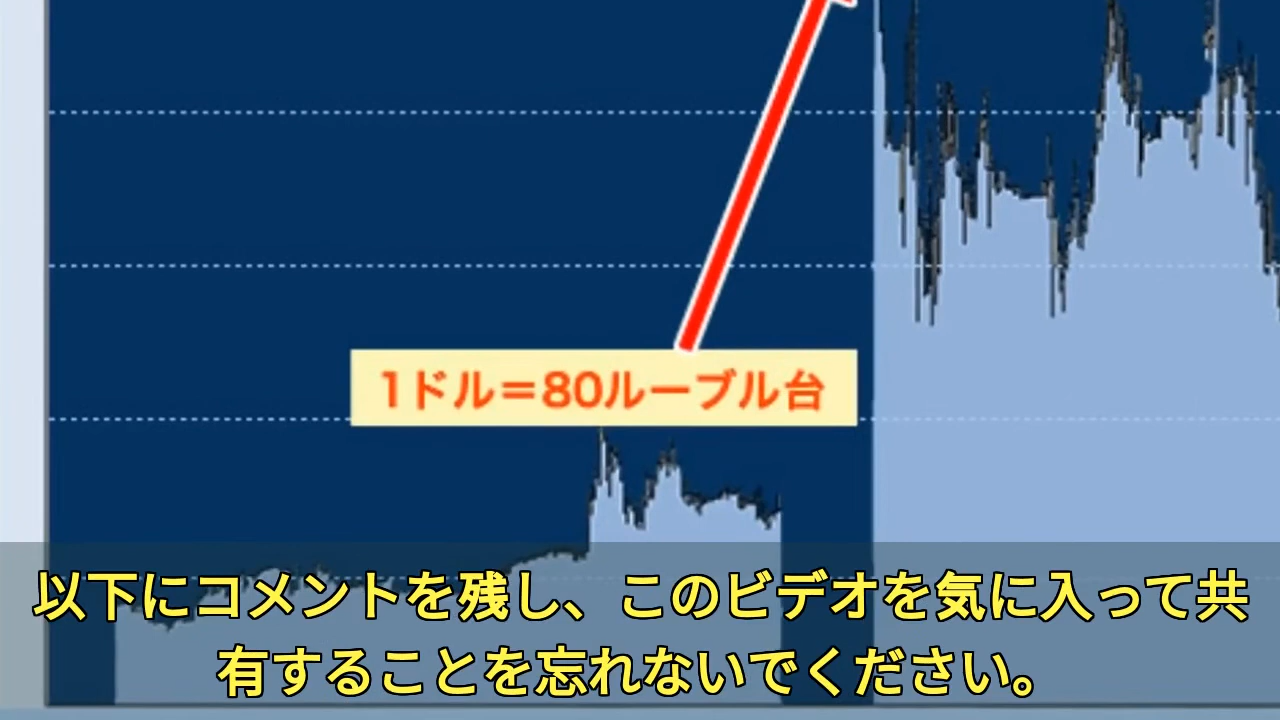 1ドル＝80ルーブル台
以下にコメントを残し、このビデオを気に入って共
有することを忘れないでください。